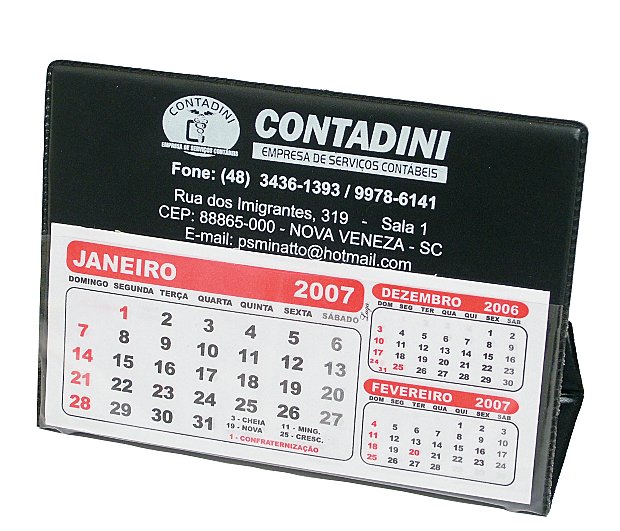 CONTADINI
EMPRESA DE SERVIÇOS CONTÁBEIS
CONTADINI
EMPRESA DE SERVIÇOS CONTÁBEIS
Fone: (48) 3436-1393 / 9978-6141
Rua dos Imigrantes, 319 - Sala 1
CEP: 88865-000 - NOVA VENEZA - SC
E-mail: psminatto@hotmail.com
JANEIRO 2007
DOMINGO SEGUNDA TERÇA QUARTA QUINTA SEXTA SÁBADO
1 2 3 4 5 6
7 8 9 10 11 12 13
14 15 16 17 18 19 20
21 22 23 24 25 26 27
28 29 30 31
3 - CHEIA 11 - MING.
19 - NOVA 25 - CRESC.
1 - CONFRATERNIZAÇÃO
DEZEMBRO 2006
DOM SEG TER QUA QUI SEX SAB
1 2
3 4 5 6 7 8 9
10 11 12 13 14 15 16
17 18 19 20 21 22 23
24 31 25 26 27 28 29 30
FEVEREIRO 2007
DOM SEG TER QUA QUI SEX SAB
1 2 3
4 5 6 7 8 9 10
11 12 13 14 15 16 17
18 19 20 21 22 23 24
25 26 27 28